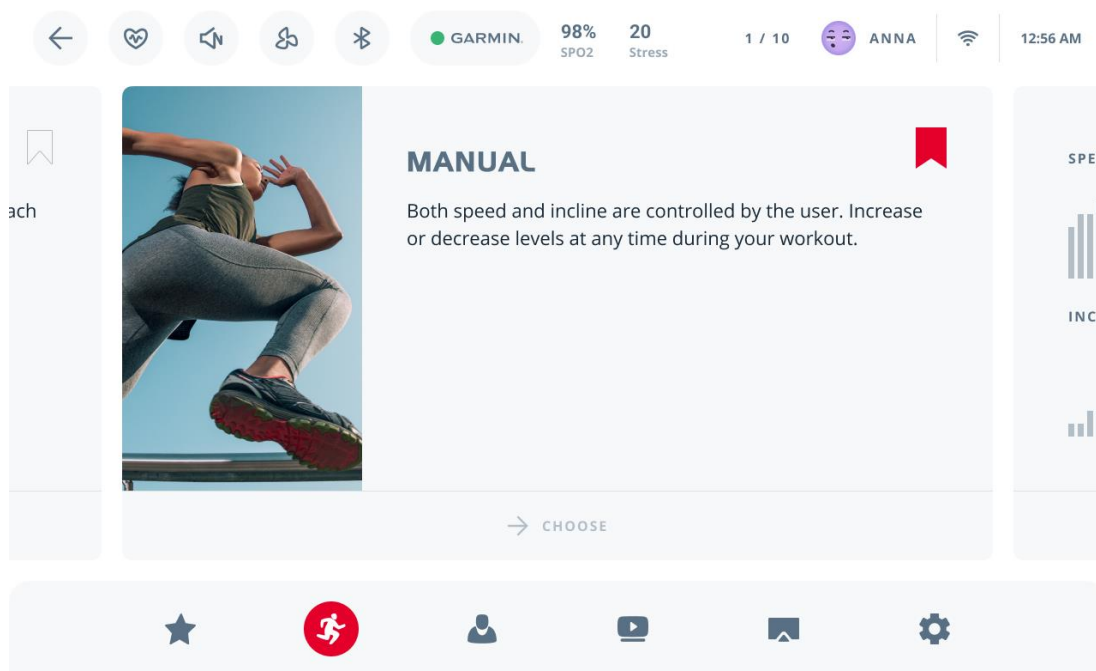 GARMIN.
98%
SPO2
20
Stress
1 / 10
ANNA
12:56 AM
ach
MANUAL
Both speed and incline are controlled by the user. Increase
or decrease levels at any time during your workout.
CHOOSE
SPE
INC